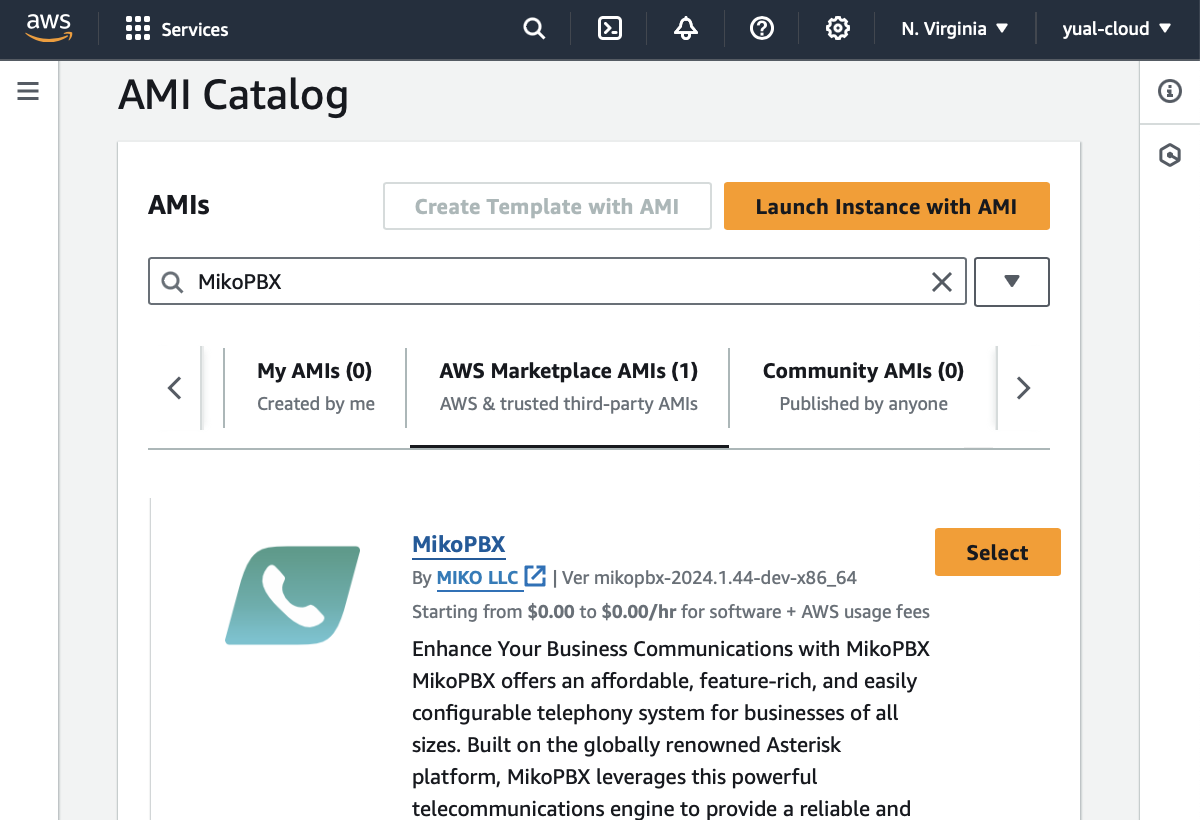 aws
Services
N. Virginia
yual-cloud
AMI Catalog
AMIs
Create Template with AMI
Launch Instance with AMI
MikoPBX
My AMIs (0)
Created by me
AWS Marketplace AMIs (1)
AWS & trusted third-party AMIs
Community AMIs (0)
Published by anyone
MikoPBX
Select
By MIKO LLC | Ver mikopbx-2024.1.44-dev-x86_64
Starting from $0.00 to $0.00/hr for software + AWS usage fees
Enhance Your Business Communications with MikoPBX
MikoPBX offers an affordable, feature-rich, and easily
configurable telephony system for businesses of all
sizes. Built on the globally renowned Asterisk
platform, MikoPBX leverages this powerful
telecommunications engine to provide a reliable and